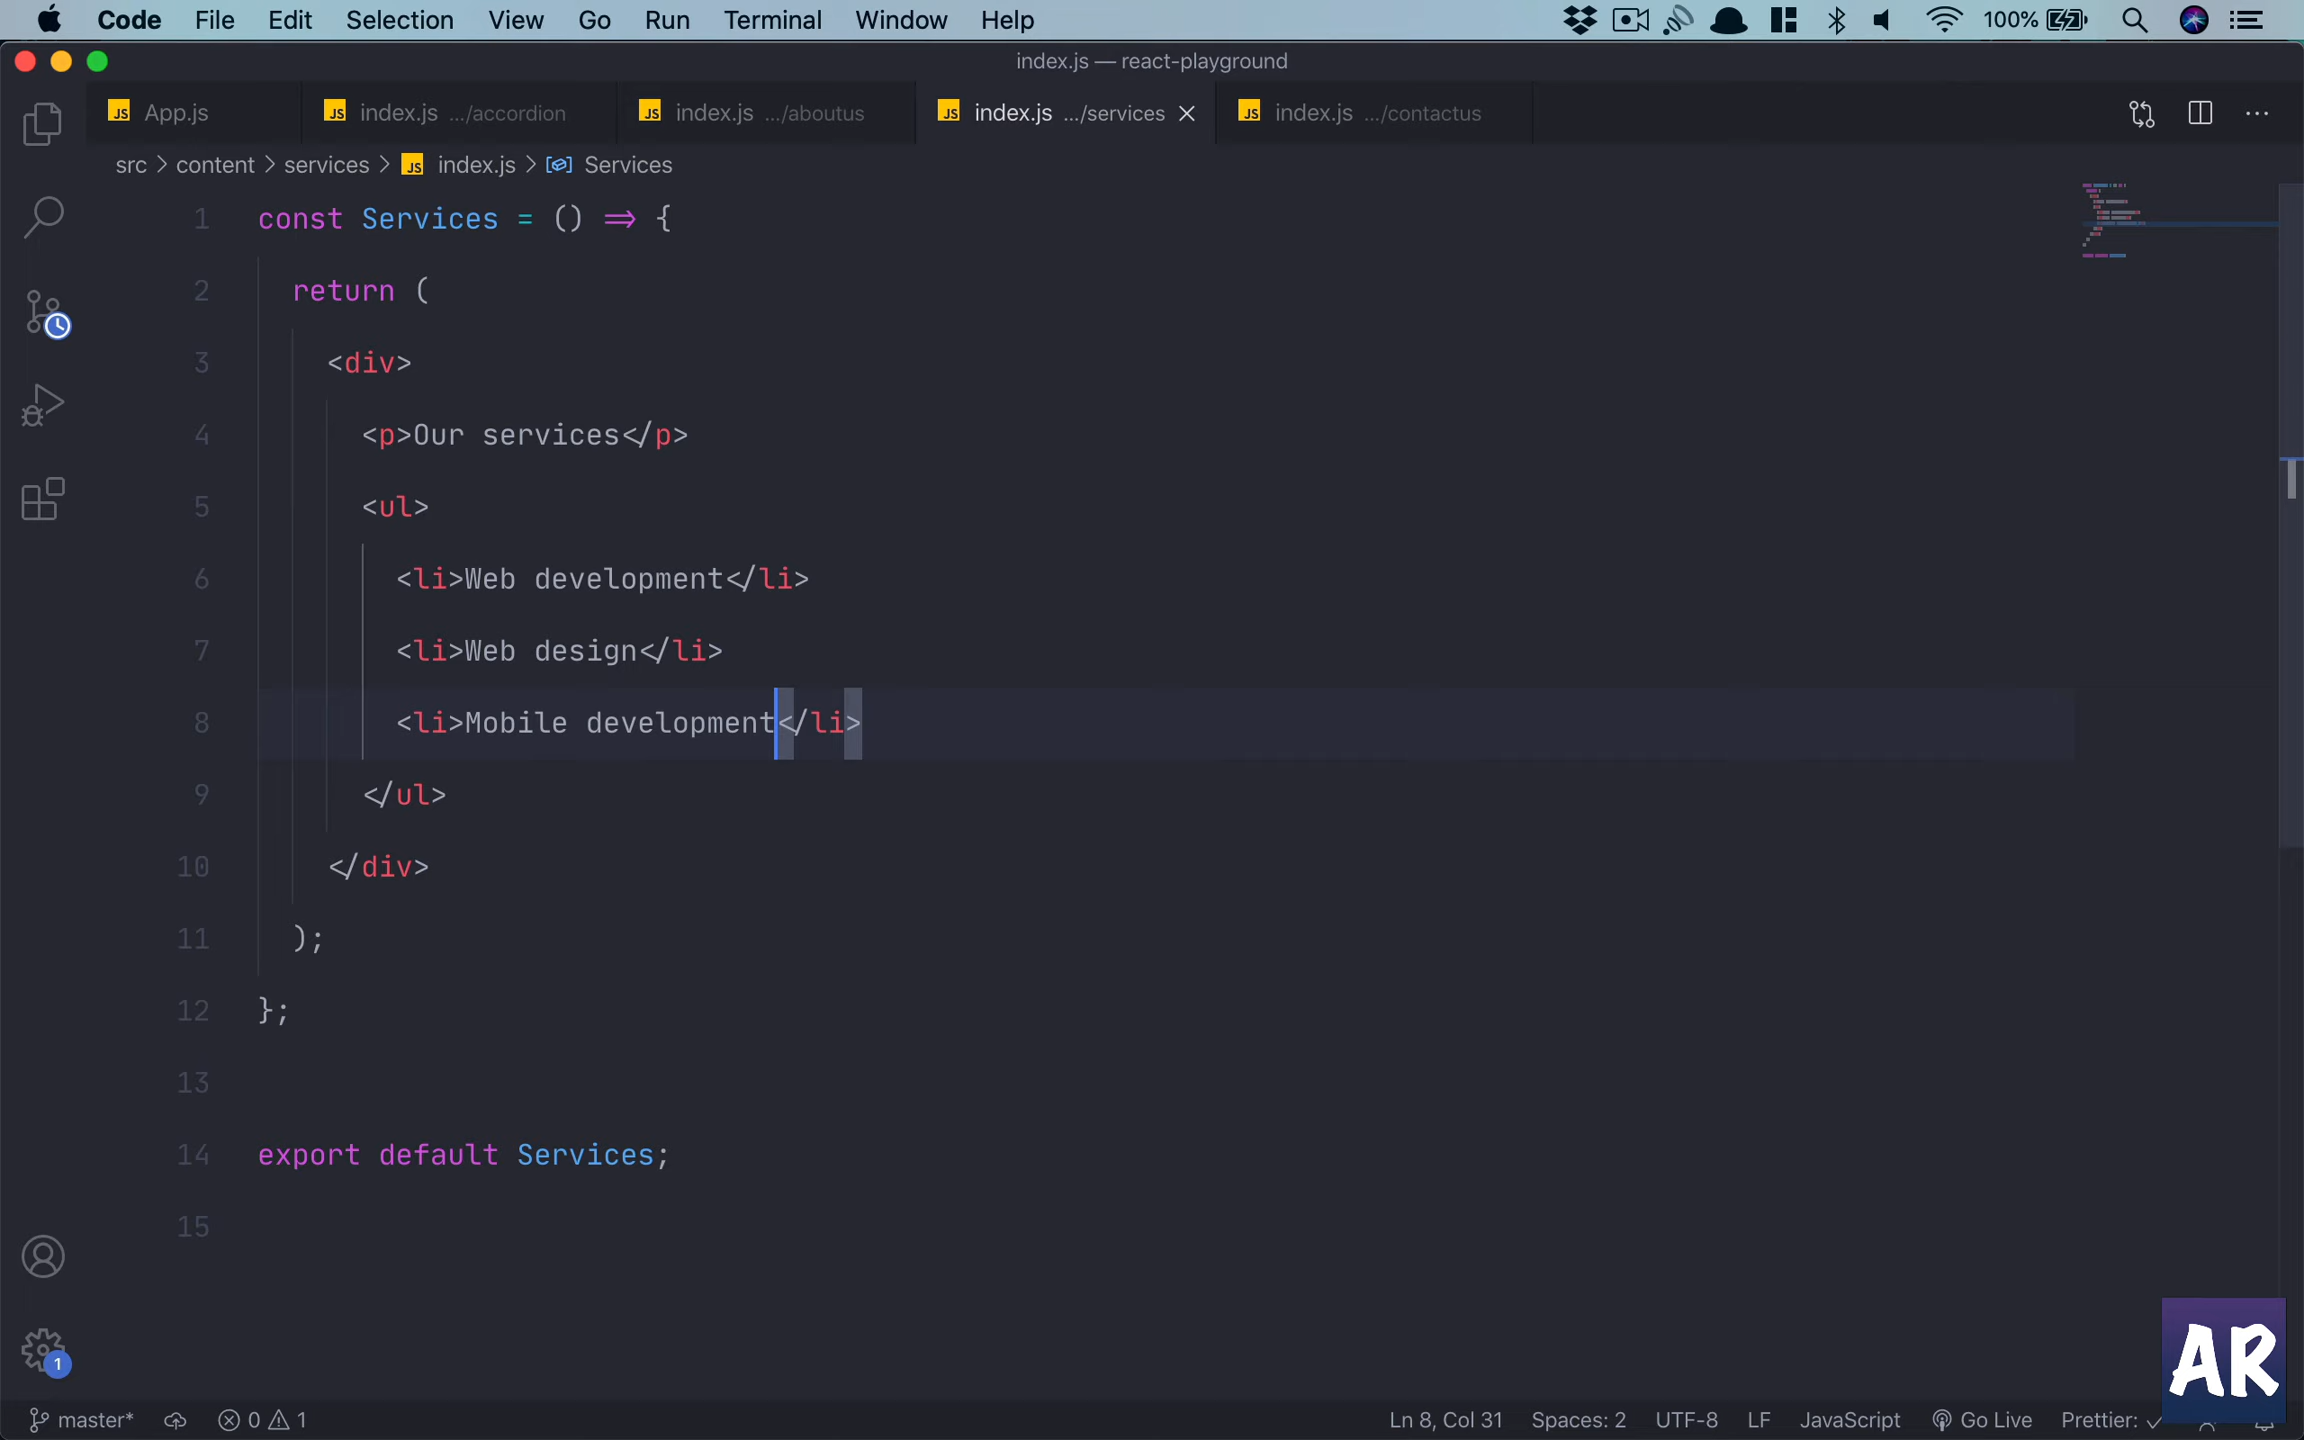 Code File Edit Selection View Go Run Terminal Window Help 100%
index.js — react-playground
JS App.js JS index.js .../accordion JS index.js .../aboutus JS index.js .../services JS index.js .../contactus
src > content > services > JS index.js > Services
1 const Services = () => {
2 return (
3 <div>
4 <p>Our services</p>
5 <ul>
6 <li>Web development</li>
7 <li>Web design</li>
8 <li>Mobile development</li>
9 </ul>
10 </div>
11 );
12 };
13
14 export default Services;
15
1
AR
master* 0 1 Ln 8, Col 31 Spaces: 2 UTF-8 LF JavaScript Go Live Prettier: ✓